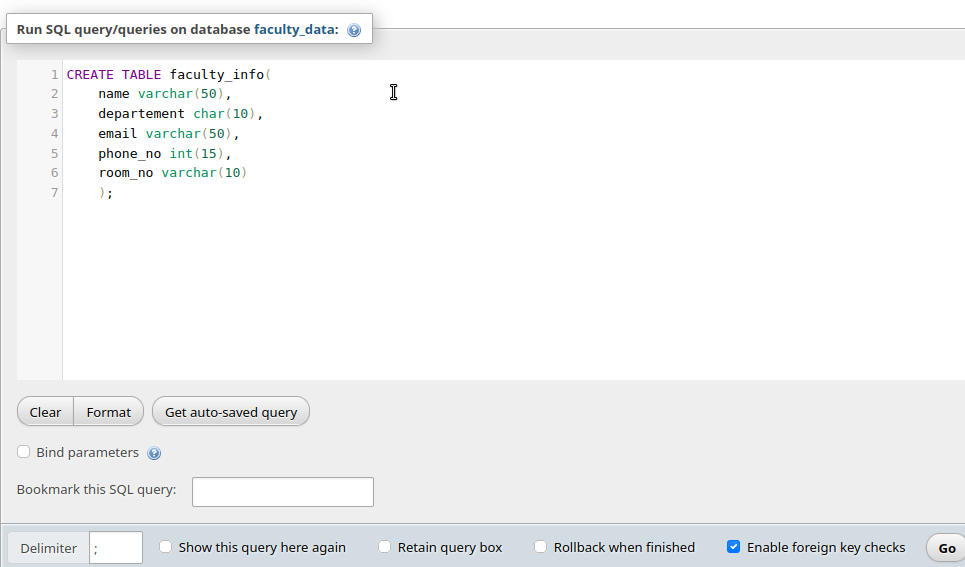 Run SQL query/queries on database faculty_data:
1 CREATE TABLE faculty_info(
2 name varchar(50),
3 departement char(10),
4 email varchar(50),
5 phone_no int(15),
6 room_no varchar(10)
7 );
Clear Format Get auto-saved query
Bind parameters
Bookmark this SQL query:
Delimiter ; Show this query here again Retain query box Rollback when finished Enable foreign key checks Go